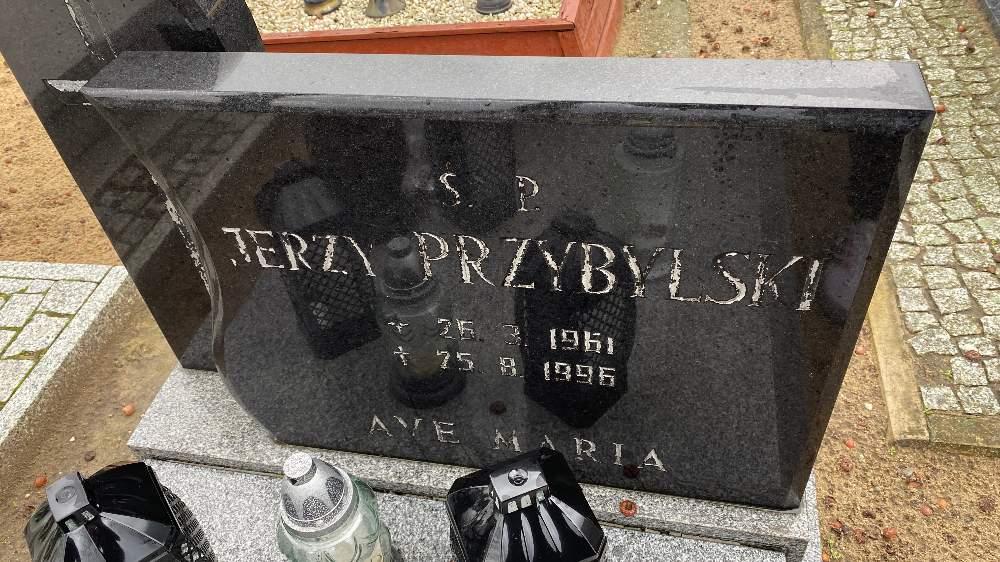 Ś. P.
JERZY PRZYBYLSKI
* 26. 3. 1961
† 25. 8. 1996
AVE MARIA